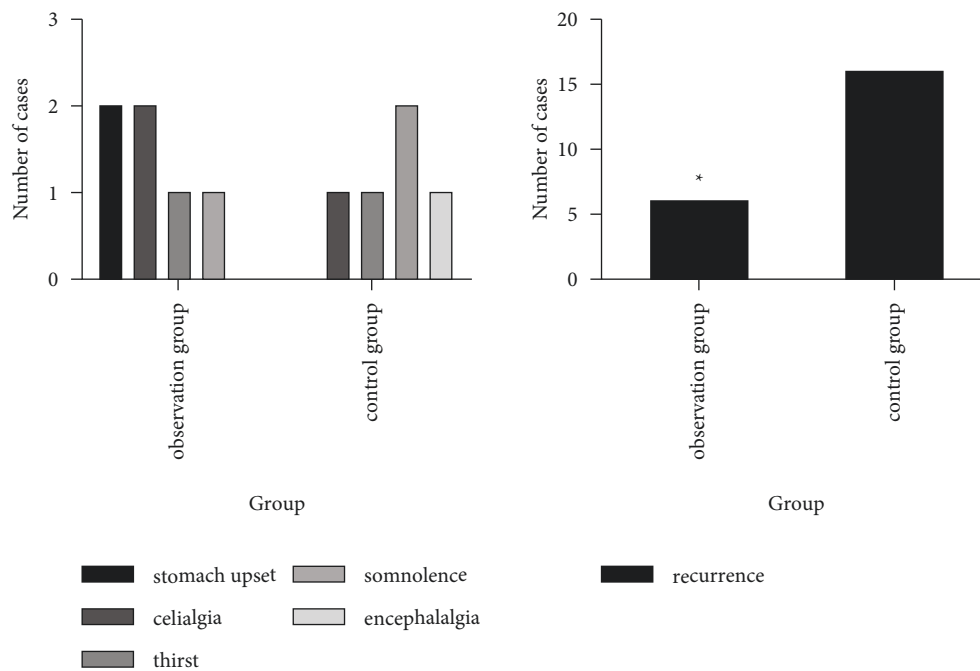 Number of cases
3
2
1
0
observation group
control group
Group
stomach upset
celialgia
thirst
somnolence
encephalalgia
Number of cases
20
15
10
5
0
*
observation group
control group
Group
recurrence